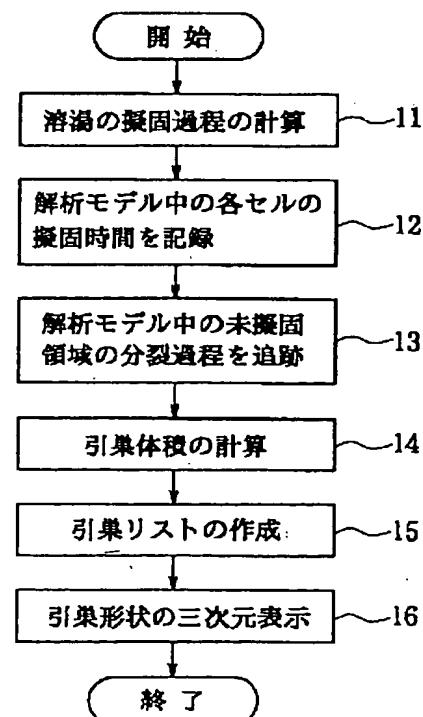 開始
溶湯の擬固過程の計算
11
解析モデル中の各セルの
擬固時間を記録
12
解析モデル中の未擬固
領域の分裂過程を追跡
13
引巣体積の計算
14
引巣リストの作成
15
引巣形状の三次元表示
16
終了